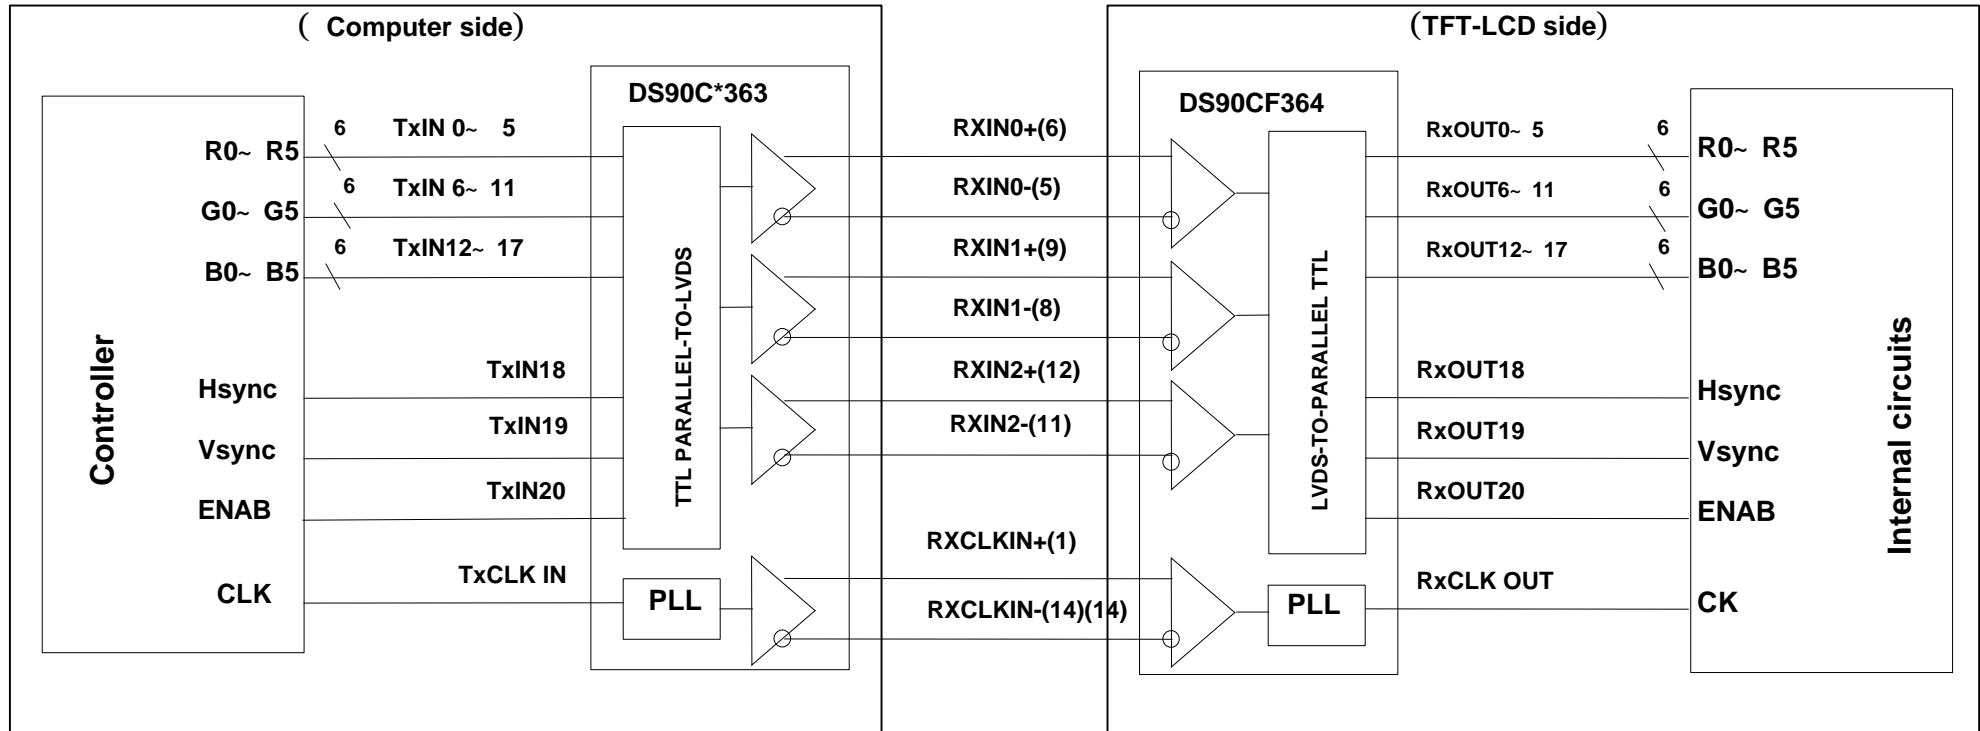 ( Computer side)
DS90C*363
Controller
R0~ R5
G0~ G5
B0~ B5
Hsync
Vsync
ENAB
CLK
6
TxIN 0~ 5
6
TxIN 6~ 11
6
TxIN12~ 17
TxIN18
TxIN19
TxIN20
TxCLK IN
TTL PARALLEL-TO-LVDS
PLL
RXIN0+(6)
RXIN0-(5)
RXIN1+(9)
RXIN1-(8)
RXIN2+(12)
RXIN2-(11)
RXCLKIN+(1)
RXCLKIN-(14)(14)
(TFT-LCD side)
DS90CF364
LVDS-TO-PARALLEL TTL
PLL
RxOUT0~ 5
6
RxOUT6~ 11
6
RxOUT12~ 17
6
RxOUT18
RxOUT19
RxOUT20
RxCLK OUT
R0~ R5
G0~ G5
B0~ B5
Hsync
Vsync
ENAB
CK
Internal circuits